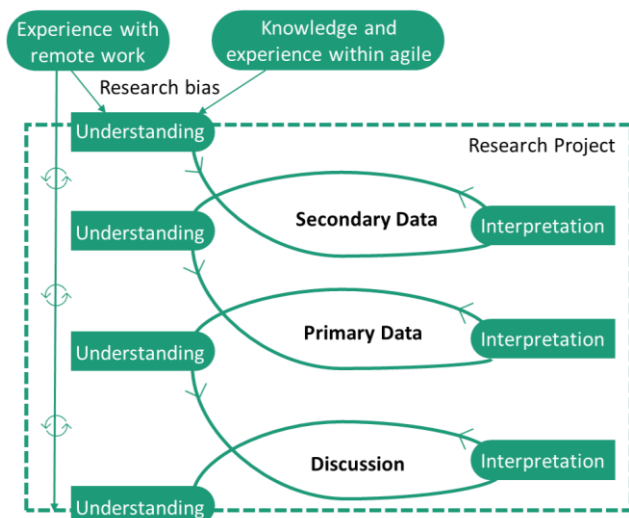 Experience with
remote work
Knowledge and
experience within agile
Research bias
Understanding
Research Project
Secondary Data
Understanding
Interpretation
Primary Data
Understanding
Interpretation
Discussion
Interpretation
Understanding